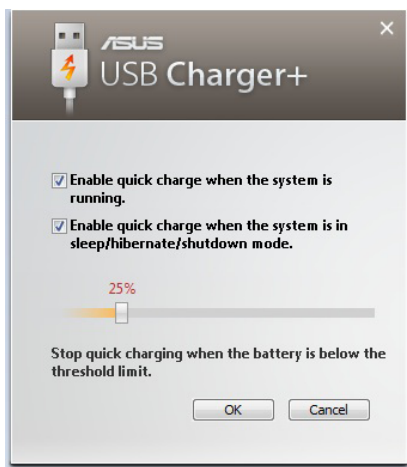 ASUS
USB Charger+
Enable quick charge when the system is
running.
Enable quick charge when the system is in
sleep/hibernate/shutdown mode.
25%
Stop quick charging when the battery is below the
threshold limit.
OK Cancel